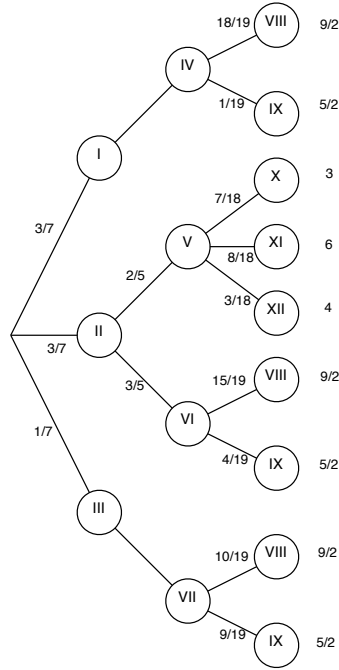 18/19 VIII 9/2
IV
1/19 IX 5/2
I
X 3
3/7
7/18
V XI 6
8/18
2/5
3/18
XII 4
II
3/7
15/19 VIII 9/2
3/5
VI
1/7
4/19 IX 5/2
III
10/19 VIII 9/2
VII
9/19 IX 5/2